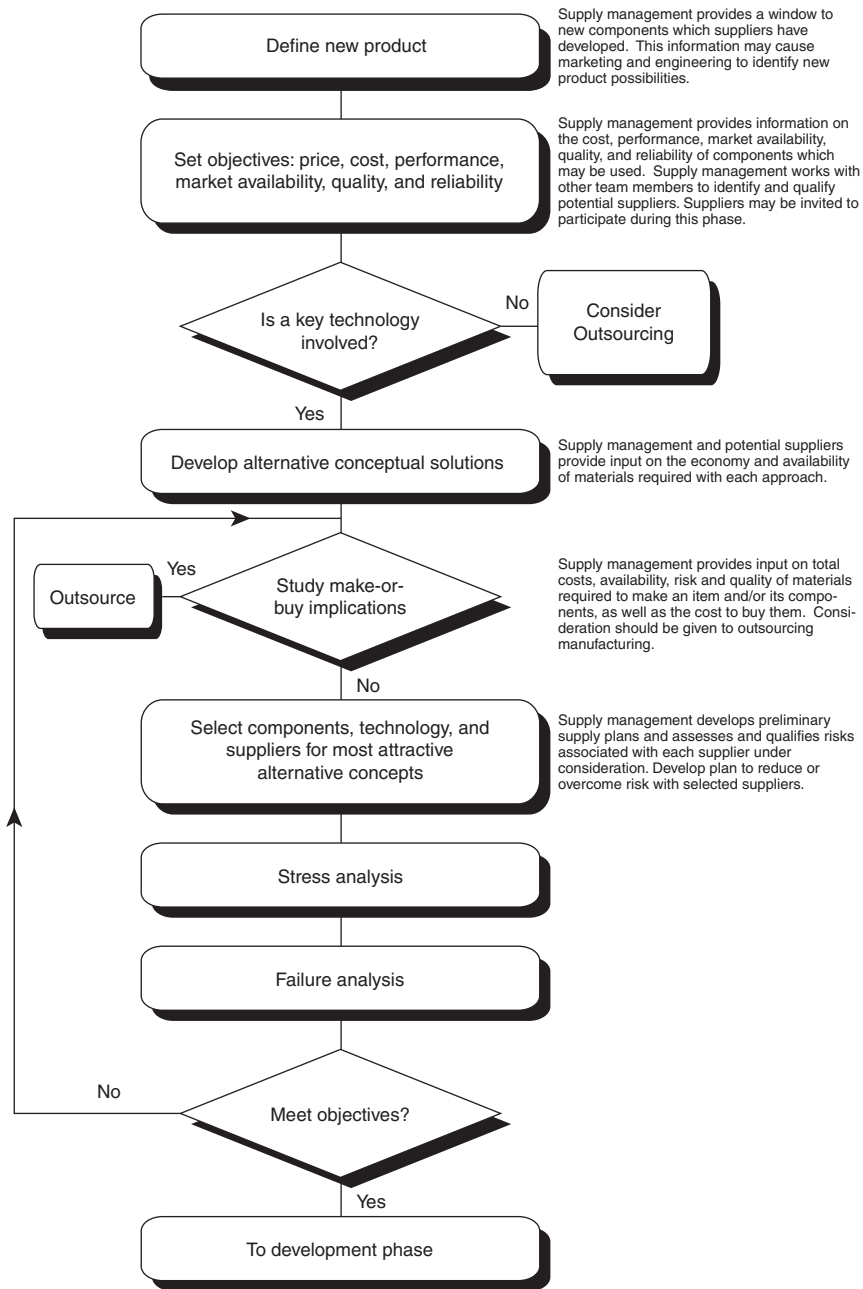 Define new product
Supply management provides a window to
new components which suppliers have
developed. This information may cause
marketing and engineering to identify new
product possibilities.
Set objectives: price, cost, performance,
market availability, quality, and reliability
Supply management provides information on
the cost, performance, market availability,
quality, and reliability of components which
may be used. Supply management works with
other team members to identify and qualify
potential suppliers. Suppliers may be invited to
participate during this phase.
Is a key technology
involved?
No
Consider
Outsourcing
Yes
Develop alternative conceptual solutions
Supply management and potential suppliers
provide input on the economy and availability
of materials required with each approach.
Study make-or-
buy implications
Yes
Outsource
Supply management provides input on total
costs, availability, risk and quality of materials
required to make an item and/or its compo-
nents, as well as the cost to buy them. Consi-
deration should be given to outsourcing
manufacturing.
No
Select components, technology, and
suppliers for most attractive
alternative concepts
Supply management develops preliminary
supply plans and assesses and qualifies risks
associated with each supplier under
consideration. Develop plan to reduce or
overcome risk with selected suppliers.
Stress analysis
Failure analysis
Meet objectives?
No
Yes
To development phase